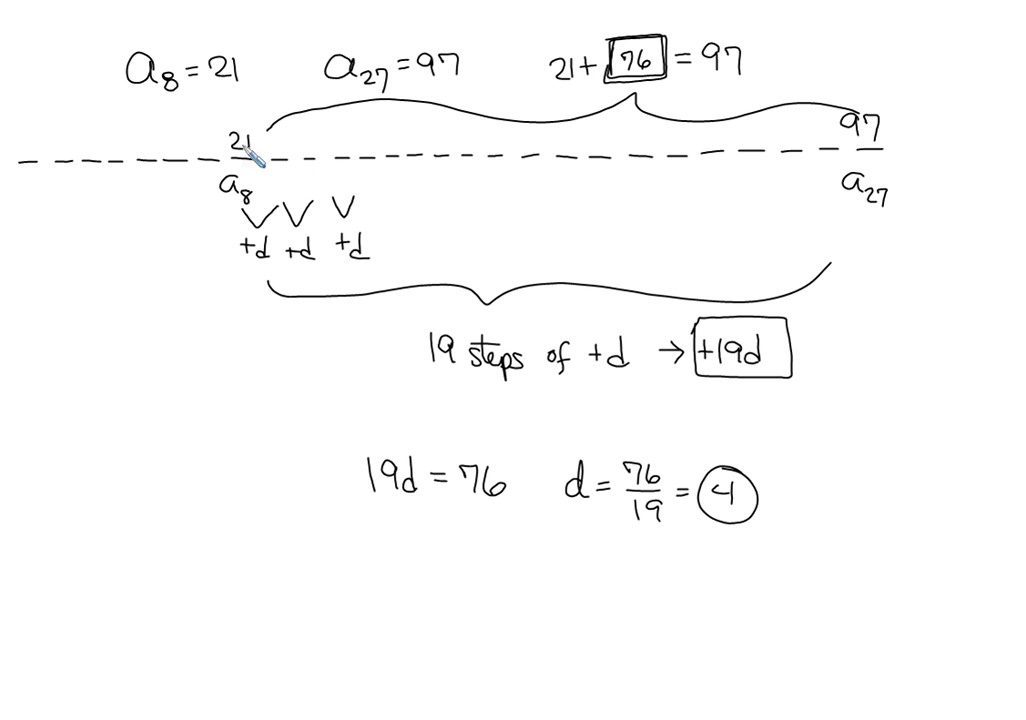 a₈ = 21 a₂₇ = 97 21 + 76 = 97
21 97
a₈ a₂₇
+d +d +d
19 steps of +d → +19d
19d = 76 d = 76/19 = 4